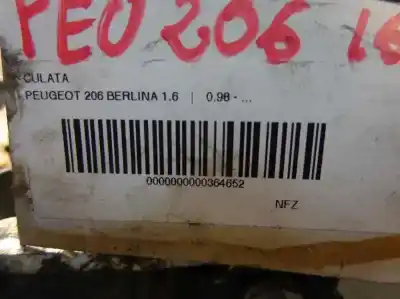 PEO 206 16
CULATA
PEUGEOT 206 BERLINA 1.6 | 0.98 - ...
0000000000364652
NFZ